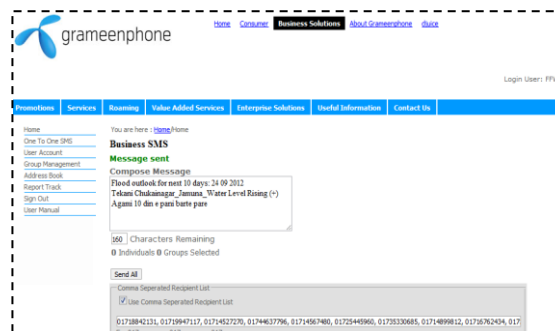 grameenphone
Home Consumer Business Solutions About Grameenphone djuice
Login User: FFW
Promotions Services Roaming Value Added Services Enterprise Solutions Useful Information Contact Us
Home
One To One SMS
User Account
Group Management
Address Book
Report Track
Sign Out
User Manual
You are here : Home/Home
Business SMS
Message sent
Compose Message
Flood outlook for next 10 days: 24 09 2012
Tekani Chukainagar_Jamuna_Water Level Rising (+)
Agami 10 din e pani barte pare
160 Characters Remaining
0 Individuals 0 Groups Selected
Send All
Comma Seperated Recipient List
Use Comma Seperated Recipient List
01718842131, 01719947117, 01714527270, 01744637796, 01714567480, 01725445960, 01735330685, 01714899812, 01716762434, 017